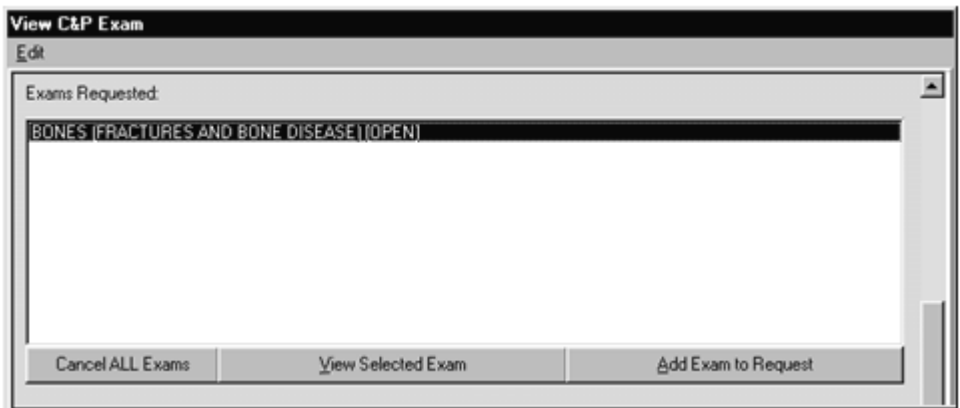 View C&P Exam
Edit
Exams Requested:
BONES (FRACTURES AND BONE DISEASE) (OPEN)
Cancel ALL Exams View Selected Exam Add Exam to Request